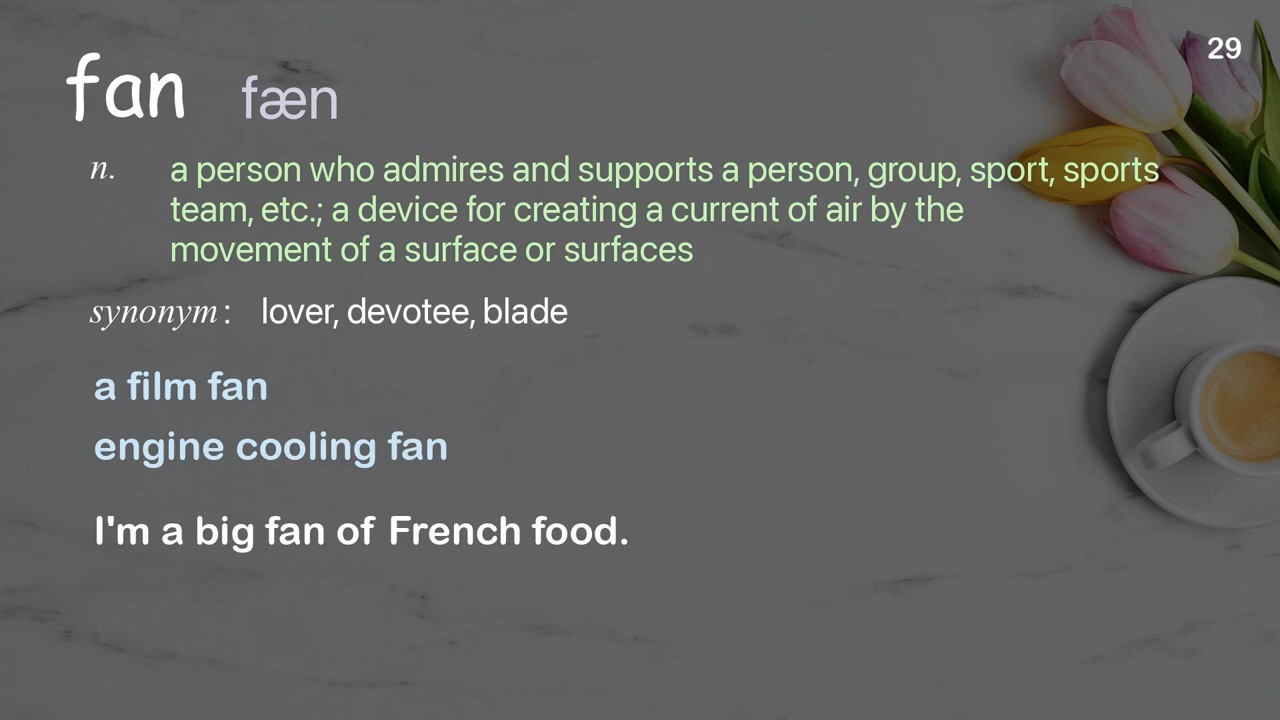 29
fan fæn
n. a person who admires and supports a person, group, sport, sports
team, etc.; a device for creating a current of air by the
movement of a surface or surfaces
synonym: lover, devotee, blade
a film fan
engine cooling fan
I'm a big fan of French food.